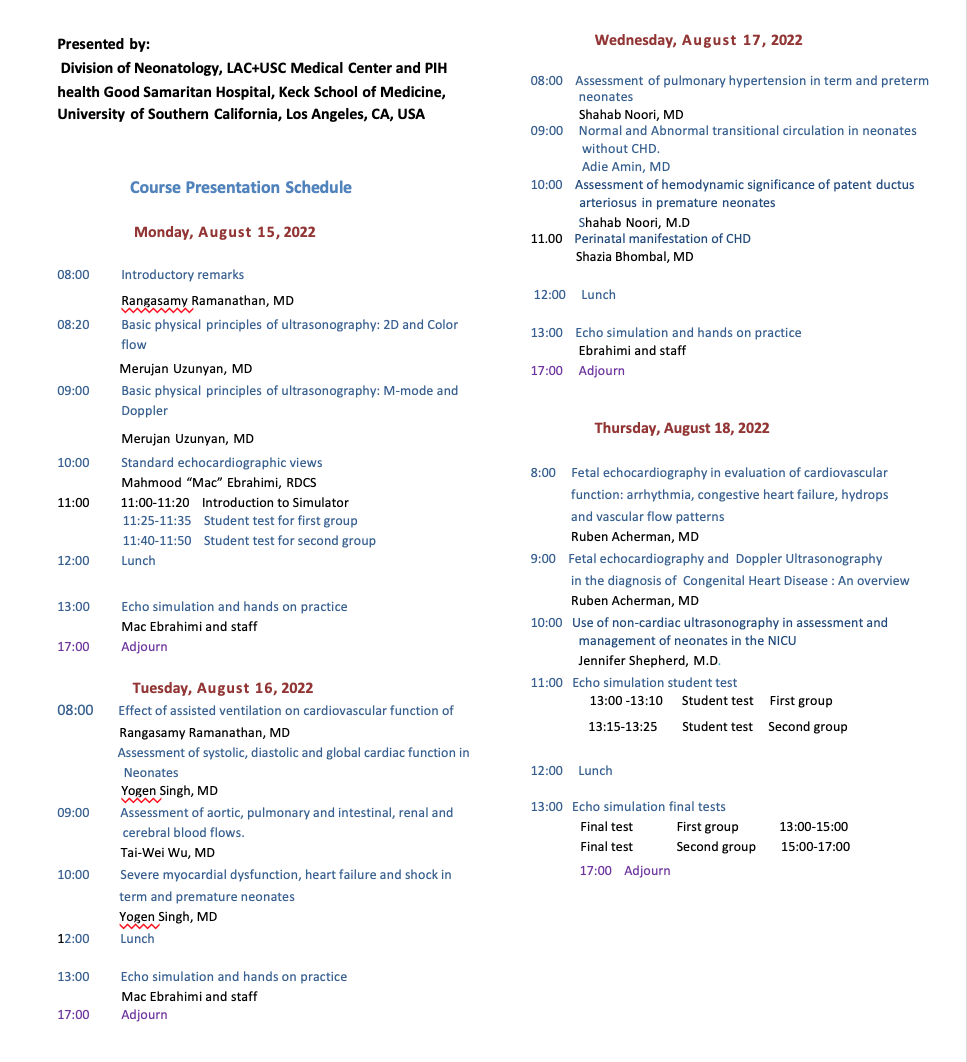 Presented by:
Division of Neonatology, LAC+USC Medical Center and PIH
health Good Samaritan Hospital, Keck School of Medicine,
University of Southern California, Los Angeles, CA, USA
Course Presentation Schedule
Monday, August 15, 2022
08:00 Introductory remarks
Rangasamy Ramanathan, MD
08:20 Basic physical principles of ultrasonography: 2D and Color
flow
Merujan Uzunyan, MD
09:00 Basic physical principles of ultrasonography: M-mode and
Doppler
Merujan Uzunyan, MD
10:00 Standard echocardiographic views
Mahmood “Mac” Ebrahimi, RDCS
11:00 11:00-11:20 Introduction to Simulator
11:25-11:35 Student test for first group
11:40-11:50 Student test for second group
12:00 Lunch
13:00 Echo simulation and hands on practice
Mac Ebrahimi and staff
17:00 Adjourn
Tuesday, August 16, 2022
08:00 Effect of assisted ventilation on cardiovascular function of
Rangasamy Ramanathan, MD
Assessment of systolic, diastolic and global cardiac function in
Neonates
Yogen Singh, MD
09:00 Assessment of aortic, pulmonary and intestinal, renal and
cerebral blood flows.
Tai-Wei Wu, MD
10:00 Severe myocardial dysfunction, heart failure and shock in
term and premature neonates
Yogen Singh, MD
12:00 Lunch
13:00 Echo simulation and hands on practice
Mac Ebrahimi and staff
17:00 Adjourn
Wednesday, August 17, 2022
08:00 Assessment of pulmonary hypertension in term and preterm
neonates
Shahab Noori, MD
09:00 Normal and Abnormal transitional circulation in neonates
without CHD.
Adie Amin, MD
10:00 Assessment of hemodynamic significance of patent ductus
arteriosus in premature neonates
Shahab Noori, M.D
11.00 Perinatal manifestation of CHD
Shazia Bhombal, MD
12:00 Lunch
13:00 Echo simulation and hands on practice
Ebrahimi and staff
17:00 Adjourn
Thursday, August 18, 2022
8:00 Fetal echocardiography in evaluation of cardiovascular
function: arrhythmia, congestive heart failure, hydrops
and vascular flow patterns
Ruben Acherman, MD
9:00 Fetal echocardiography and Doppler Ultrasonography
in the diagnosis of Congenital Heart Disease : An overview
Ruben Acherman, MD
10:00 Use of non-cardiac ultrasonography in assessment and
management of neonates in the NICU
Jennifer Shepherd, M.D.
11:00 Echo simulation student test
13:00 -13:10 Student test First group
13:15-13:25 Student test Second group
12:00 Lunch
13:00 Echo simulation final tests
Final test First group 13:00-15:00
Final test Second group 15:00-17:00
17:00 Adjourn